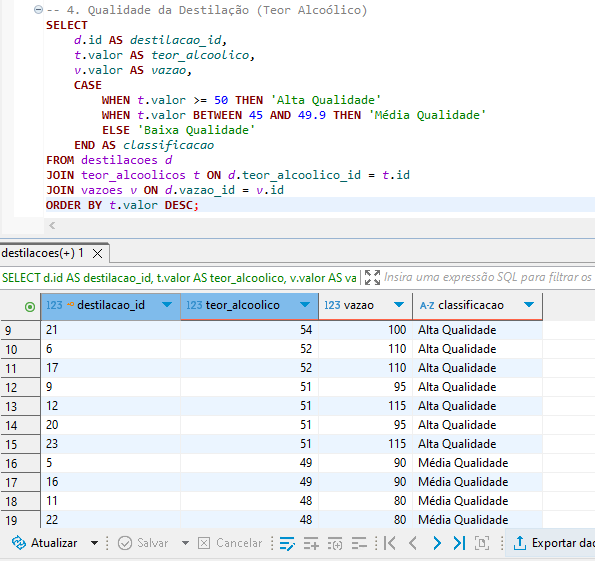 -- 4. Qualidade da Destilação (Teor Alcoólico)
SELECT
d.id AS destilacao_id,
t.valor AS teor_alcoolico,
v.valor AS vazao,
CASE
WHEN t.valor >= 50 THEN 'Alta Qualidade'
WHEN t.valor BETWEEN 45 AND 49.9 THEN 'Média Qualidade'
ELSE 'Baixa Qualidade'
END AS classificacao
FROM destilacoes d
JOIN teor_alcoolicos t ON d.teor_alcoolico_id = t.id
JOIN vazoes v ON d.vazao_id = v.id
ORDER BY t.valor DESC;
destilacoes(+) 1
SELECT d.id AS destilacao_id, t.valor AS teor_alcoolico, v.valor AS va Insira uma expressão SQL para filtrar os
123 destilacao_id 123 teor_alcoolico 123 vazao A-Z classificacao
9 21 54 100 Alta Qualidade
10 6 52 110 Alta Qualidade
11 17 52 110 Alta Qualidade
12 9 51 95 Alta Qualidade
13 12 51 115 Alta Qualidade
14 20 51 95 Alta Qualidade
15 23 51 115 Alta Qualidade
16 5 49 90 Média Qualidade
17 16 49 90 Média Qualidade
18 11 48 80 Média Qualidade
19 22 48 80 Média Qualidade
Atualizar Salvar Cancelar Exportar dac